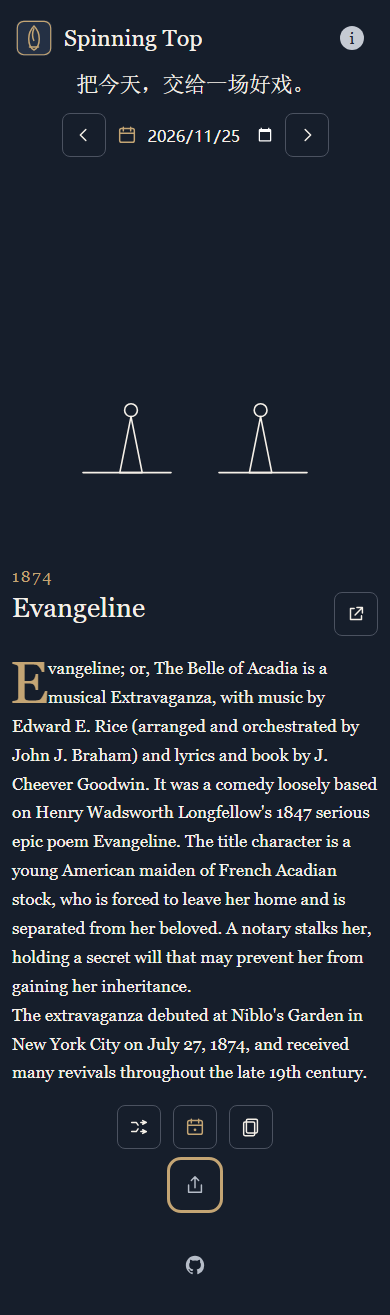 Spinning Top
i
把今天，交给一场好戏。
2026/11/25
1874
Evangeline
Evangeline; or, The Belle of Acadia is a
musical Extravaganza, with music by
Edward E. Rice (arranged and orchestrated by
John J. Braham) and lyrics and book by J.
Cheever Goodwin. It was a comedy loosely based
on Henry Wadsworth Longfellow's 1847 serious
epic poem Evangeline. The title character is a
young American maiden of French Acadian
stock, who is forced to leave her home and is
separated from her beloved. A notary stalks her,
holding a secret will that may prevent her from
gaining her inheritance.
The extravaganza debuted at Niblo's Garden in
New York City on July 27, 1874, and received
many revivals throughout the late 19th century.